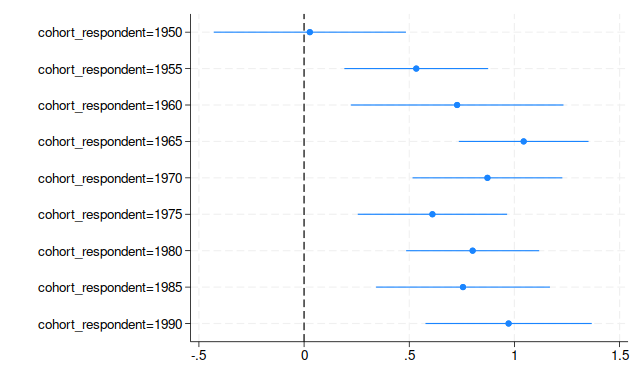 cohort_respondent=1950
cohort_respondent=1955
cohort_respondent=1960
cohort_respondent=1965
cohort_respondent=1970
cohort_respondent=1975
cohort_respondent=1980
cohort_respondent=1985
cohort_respondent=1990
-.5 0 .5 1 1.5